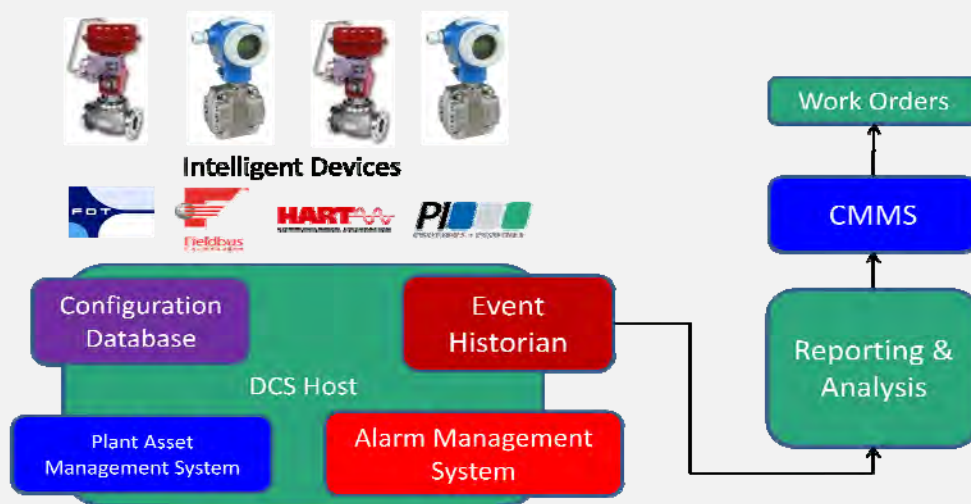 Intelligent Devices
FDT
Fieldbus
HART
PI
Configuration
Database
Event
Historian
DCS Host
Plant Asset
Management System
Alarm Management
System
Work Orders
CMMS
Reporting &
Analysis